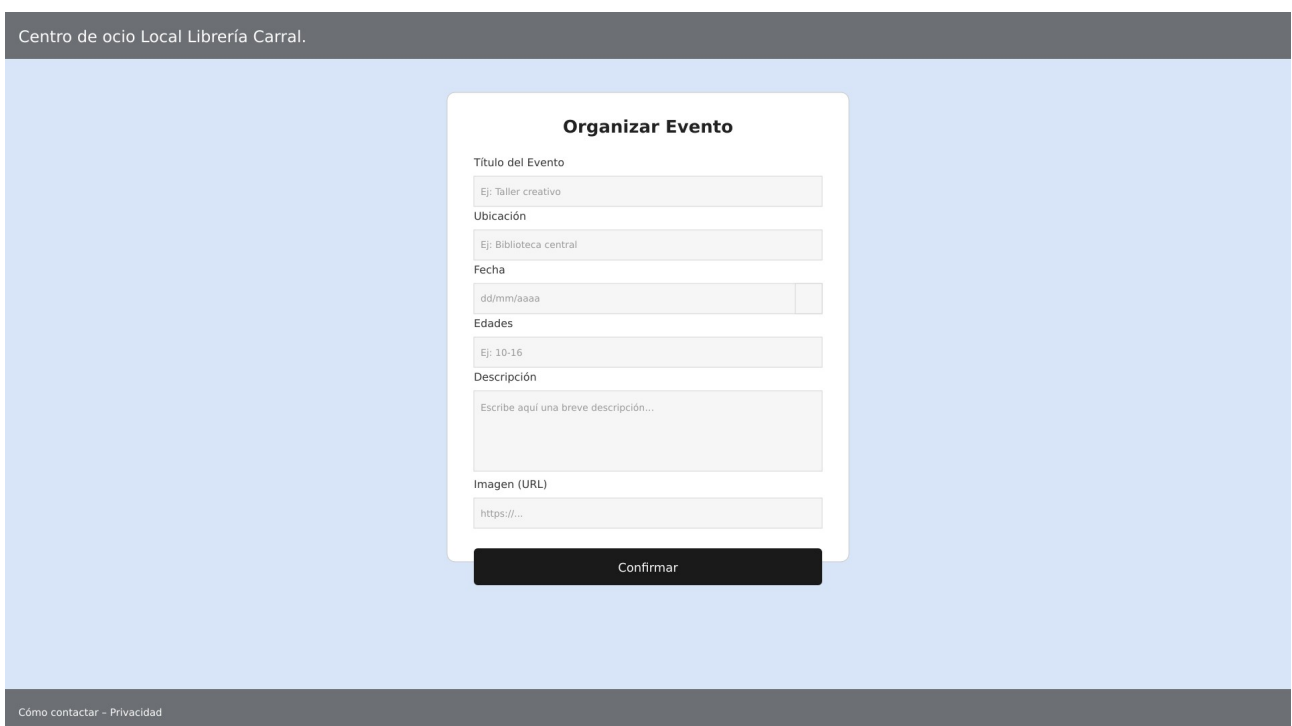 Centro de ocio Local Librería Carral.
Organizar Evento
Título del Evento
Ej: Taller creativo
Ubicación
Ej: Biblioteca central
Fecha
dd/mm/aaaa
Edades
Ej: 10-16
Descripción
Escribe aquí una breve descripción...
Imagen (URL)
https://...
Confirmar
Cómo contactar – Privacidad